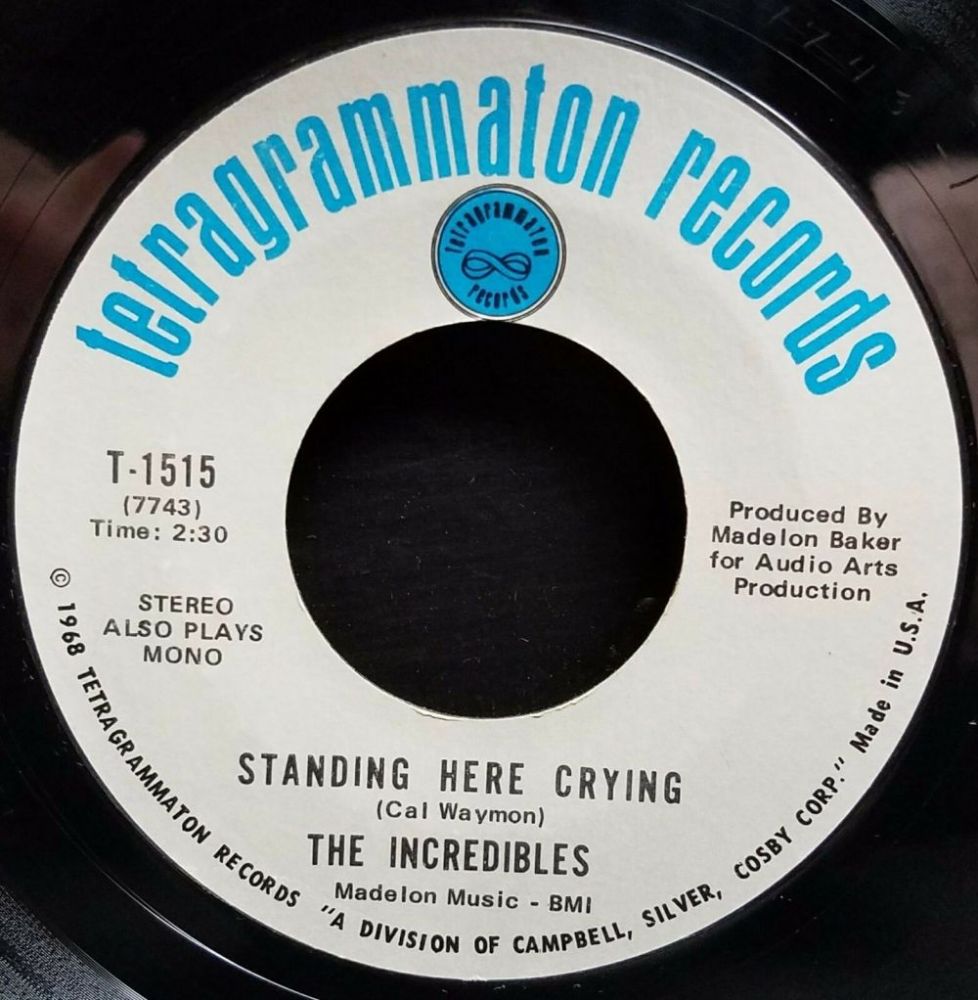 tetragrammaton records
tetragrammaton
records
T-1515
(7743)
Time: 2:30
STEREO
ALSO PLAYS
MONO
Produced By
Madelon Baker
for Audio Arts
Production
STANDING HERE CRYING
(Cal Waymon)
THE INCREDIBLES
Madelon Music - BMI
© 1968 TETRAGRAMMATON RECORDS "A DIVISION OF CAMPBELL, SILVER, COSBY CORP." Made in U.S.A.